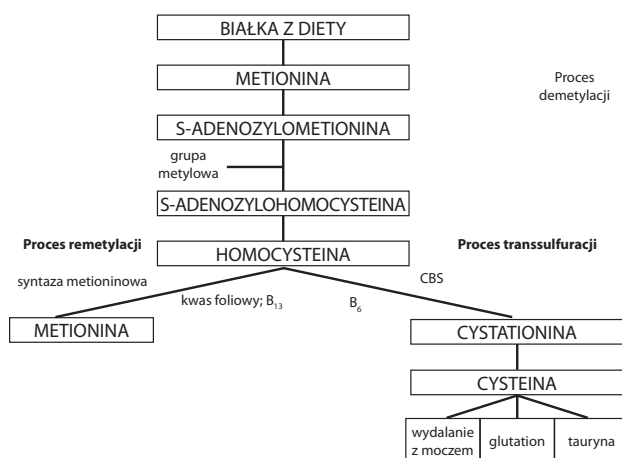 BIAŁKA Z DIETY
METIONINA
Proces
demetylacji
S-ADENOZYLOMETIONINA
grupa
metylowa
S-ADENOZYLOHOMOCYSTEINA
Proces remetylacji
HOMOCYSTEINA
Proces transsulfuracji
syntaza metioninowa
CBS
kwas foliowy; B₁₃
B₆
METIONINA
CYSTATIONINA
CYSTEINA
wydalanie
z moczem
glutation
tauryna